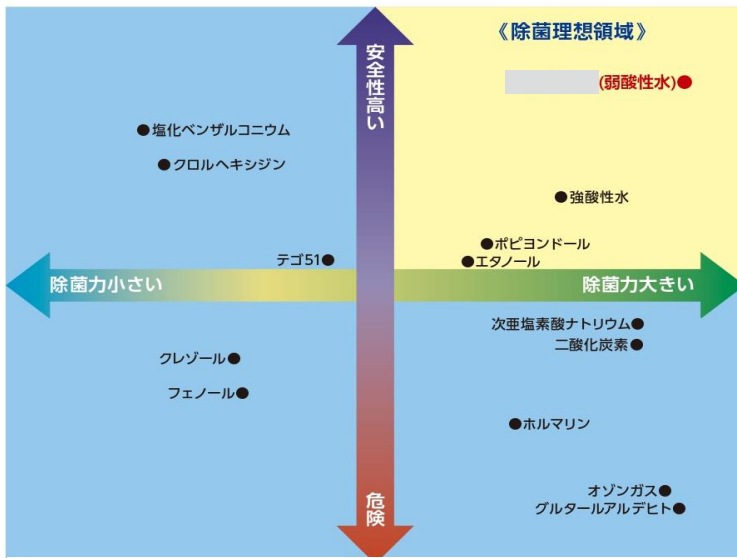 《除菌理想領域》
安全性高い
(弱酸性水)
塩化ベンザルコニウム
クロルヘキシジン
強酸性水
ポピヨンドール
テゴ51
エタノール
除菌力小さい
除菌力大きい
次亜塩素酸ナトリウム
二酸化炭素
クレゾール
フェノール
ホルマリン
危険
オゾンガス
グルタールアルデヒト